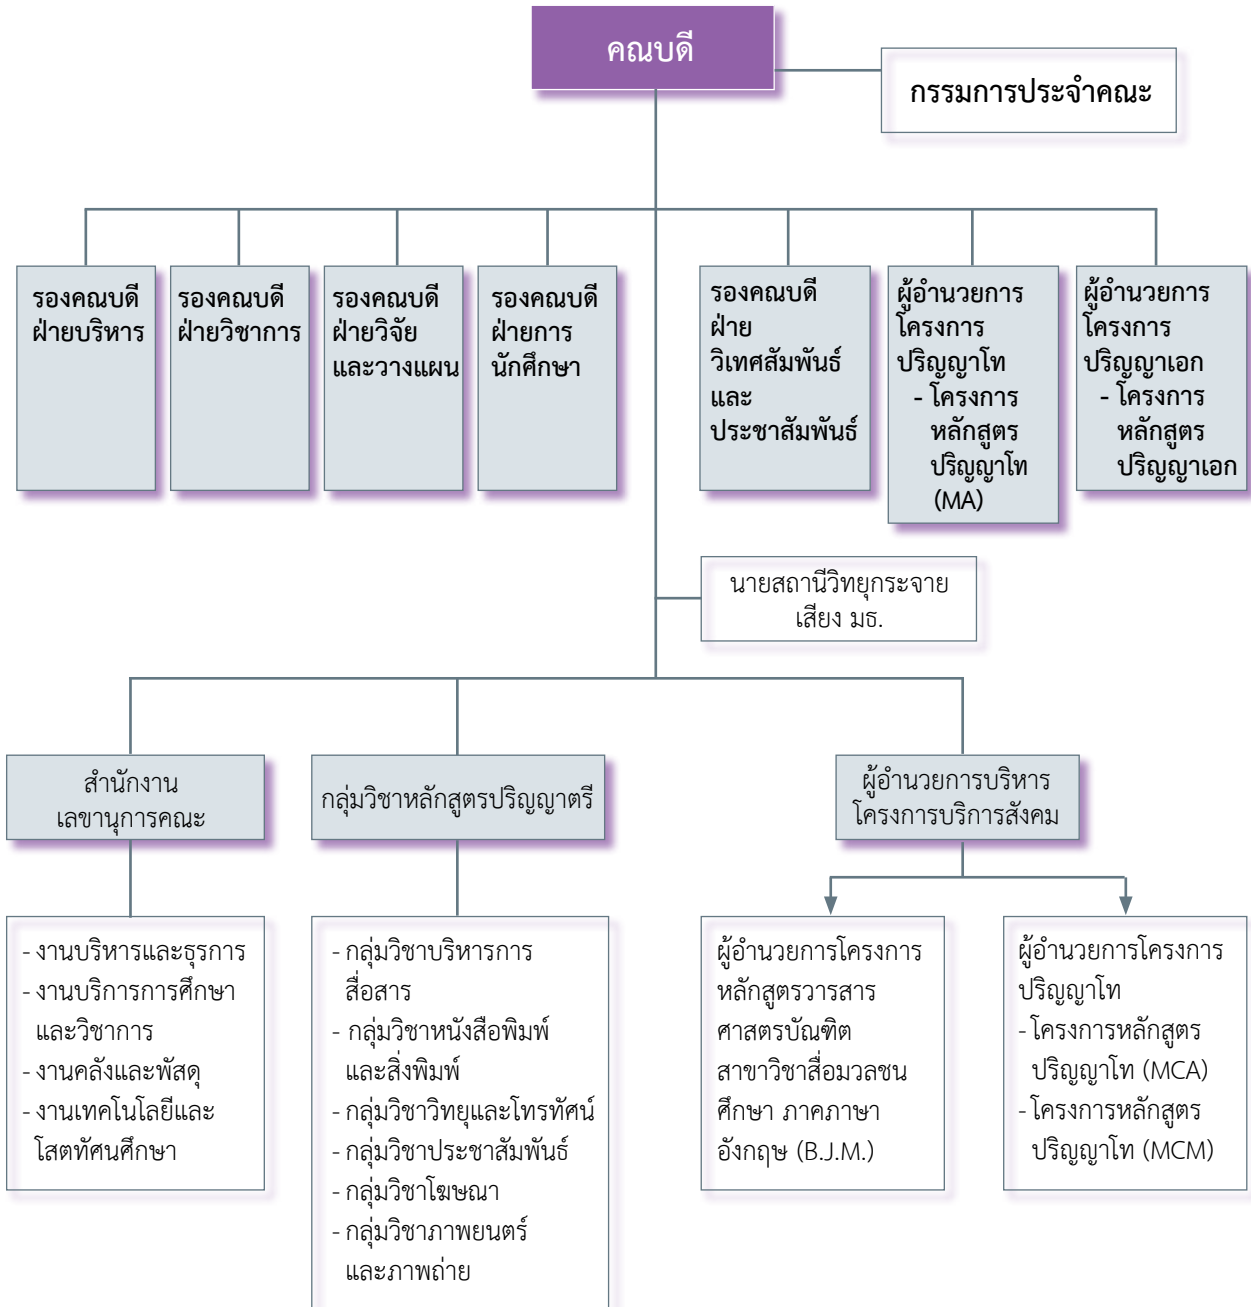 คณบดี
กรรมการประจำคณะ
รองคณบดี
ฝ่ายบริหาร
รองคณบดี
ฝ่ายวิชาการ
รองคณบดี
ฝ่ายวิจัย
และวางแผน
รองคณบดี
ฝ่ายการ
นักศึกษา
รองคณบดี
ฝ่าย
วิเทศสัมพันธ์
และ
ประชาสัมพันธ์
ผู้อำนวยการ
โครงการ
ปริญญาโท
- โครงการ
หลักสูตร
ปริญญาโท
(MA)
ผู้อำนวยการ
โครงการ
ปริญญาเอก
- โครงการ
หลักสูตร
ปริญญาเอก
นายสถานีวิทยุกระจาย
เสียง มธ.
สำนักงาน
เลขานุการคณะ
กลุ่มวิชาหลักสูตรปริญญาตรี
ผู้อำนวยการบริหาร
โครงการบริการสังคม
- งานบริหารและธุรการ
- งานบริการการศึกษา
และวิชาการ
- งานคลังและพัสดุ
- งานเทคโนโลยีและ
โสตทัศนศึกษา
- กลุ่มวิชาบริหารการ
สื่อสาร
- กลุ่มวิชาหนังสือพิมพ์
และสิ่งพิมพ์
- กลุ่มวิชาวิทยุและโทรทัศน์
- กลุ่มวิชาประชาสัมพันธ์
- กลุ่มวิชาโฆษณา
- กลุ่มวิชาภาพยนตร์
และภาพถ่าย
ผู้อำนวยการโครงการ
หลักสูตรวารสาร
ศาสตรบัณฑิต
สาขาวิชาสื่อมวลชน
ศึกษา ภาคภาษา
อังกฤษ (B.J.M.)
ผู้อำนวยการโครงการ
ปริญญาโท
- โครงการหลักสูตร
ปริญญาโท (MCA)
- โครงการหลักสูตร
ปริญญาโท (MCM)